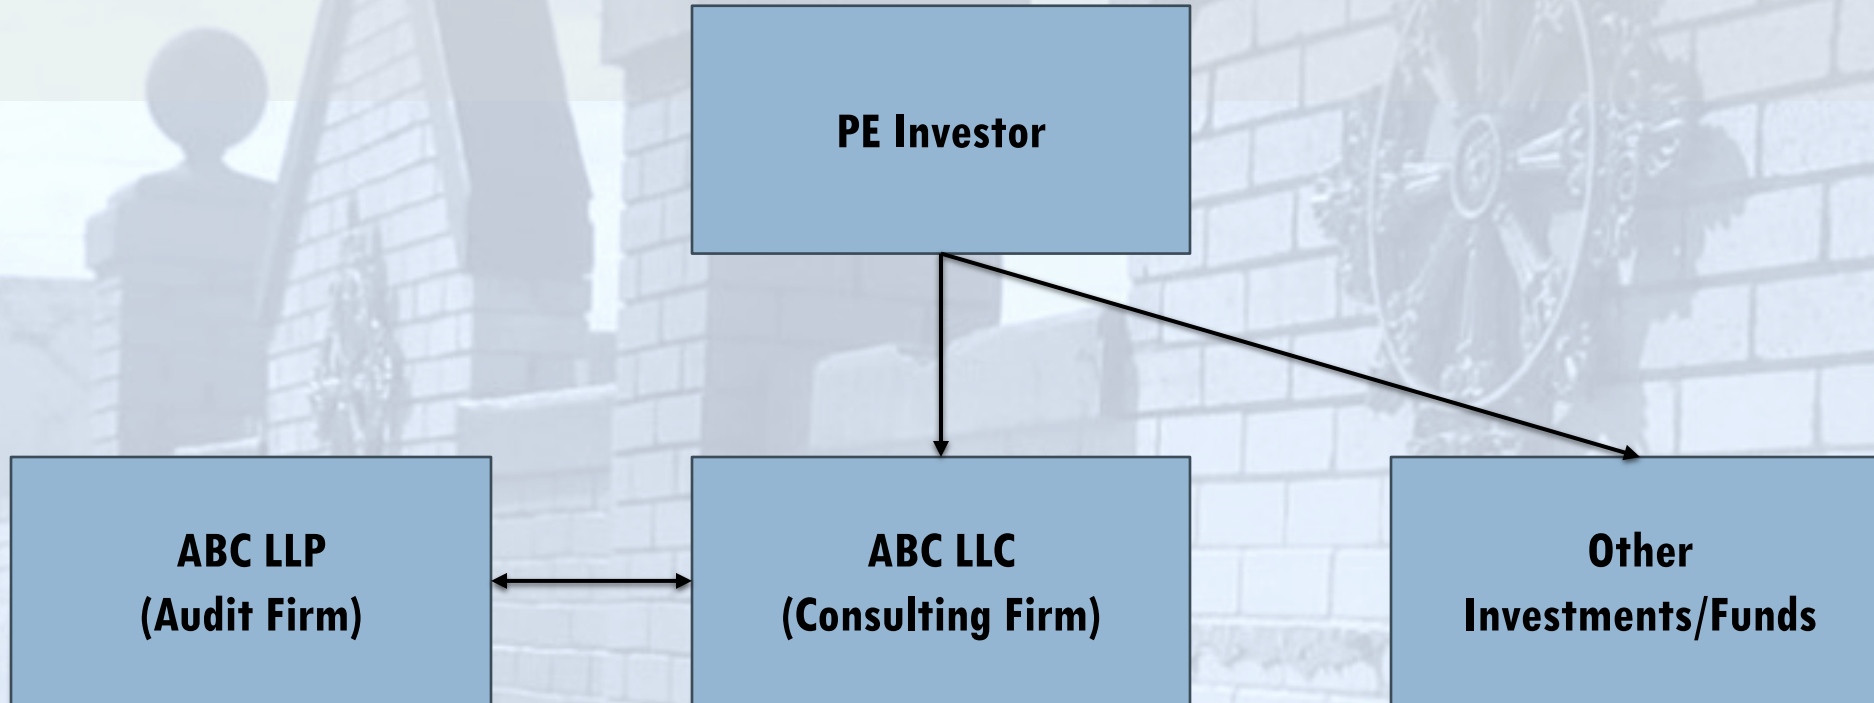 PE Investor
ABC LLP
(Audit Firm)
ABC LLC
(Consulting Firm)
Other
Investments/Funds